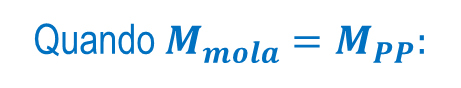 Quando M_mola = M_PP: